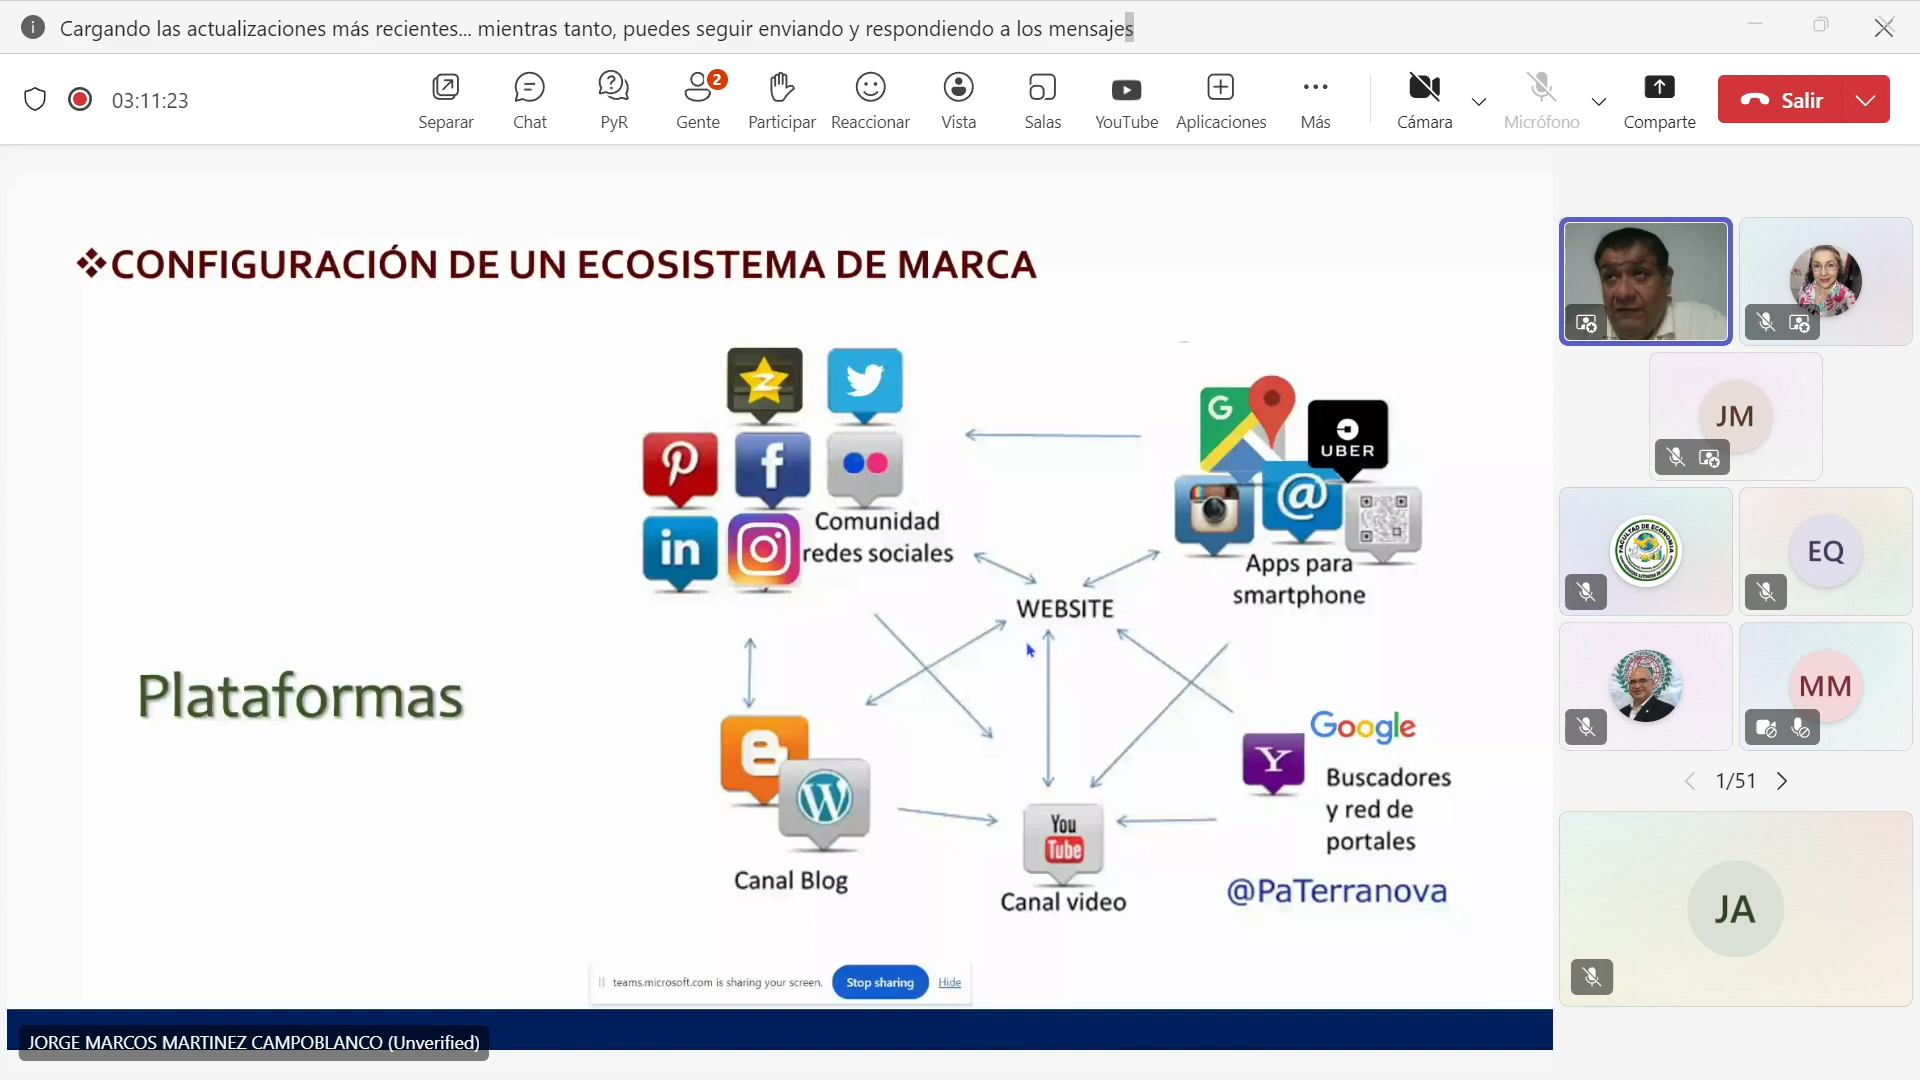 Cargando las actualizaciones más recientes... mientras tanto, puedes seguir enviando y respondiendo a los mensajes
03:11:23
Separar
Chat
PyR
2
Gente
Participar
Reaccionar
Vista
Salas
YouTube
Aplicaciones
Más
Cámara
Micrófono
Comparte
Salir
❖CONFIGURACIÓN DE UN ECOSISTEMA DE MARCA
Plataformas
in
Comunidad
redes sociales
G
UBER
@
Apps para
smartphone
WEBSITE
Canal Blog
You
Tube
Canal video
Google
Y
Buscadores
y red de
portales
@PaTerranova
teams.microsoft.com is sharing your screen.
Stop sharing
Hide
JORGE MARCOS MARTINEZ CAMPOBLANCO (Unverified)
JM
FACULTAD DE ECONOMIA
EQ
MM
1/51
JA